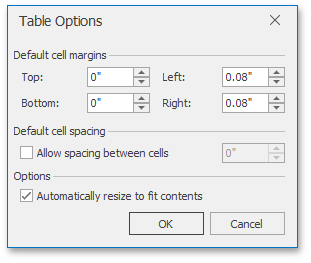 Table Options
Default cell margins
Top: 0" Left: 0.08"
Bottom: 0" Right: 0.08"
Default cell spacing
Allow spacing between cells 0"
Options
Automatically resize to fit contents
OK Cancel